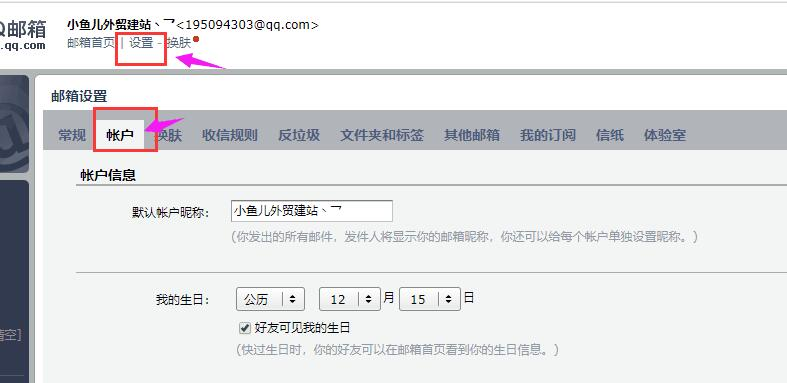 Q邮箱 小鱼儿外贸建站丶乛<195094303@qq.com>
.qq.com 邮箱首页 | 设置 - 换肤
邮箱设置
常规 帐户 换肤 收信规则 反垃圾 文件夹和标签 其他邮箱 我的订阅 信纸 体验室
帐户信息
默认帐户昵称： 小鱼儿外贸建站丶乛
(你发出的所有邮件，发件人将显示你的邮箱昵称，你还可以给每个帐户单独设置昵称。)
我的生日： 公历 12 月 15 日
好友可见我的生日
(快过生日时，你的好友可以在邮箱首页看到你的生日信息。)
空]